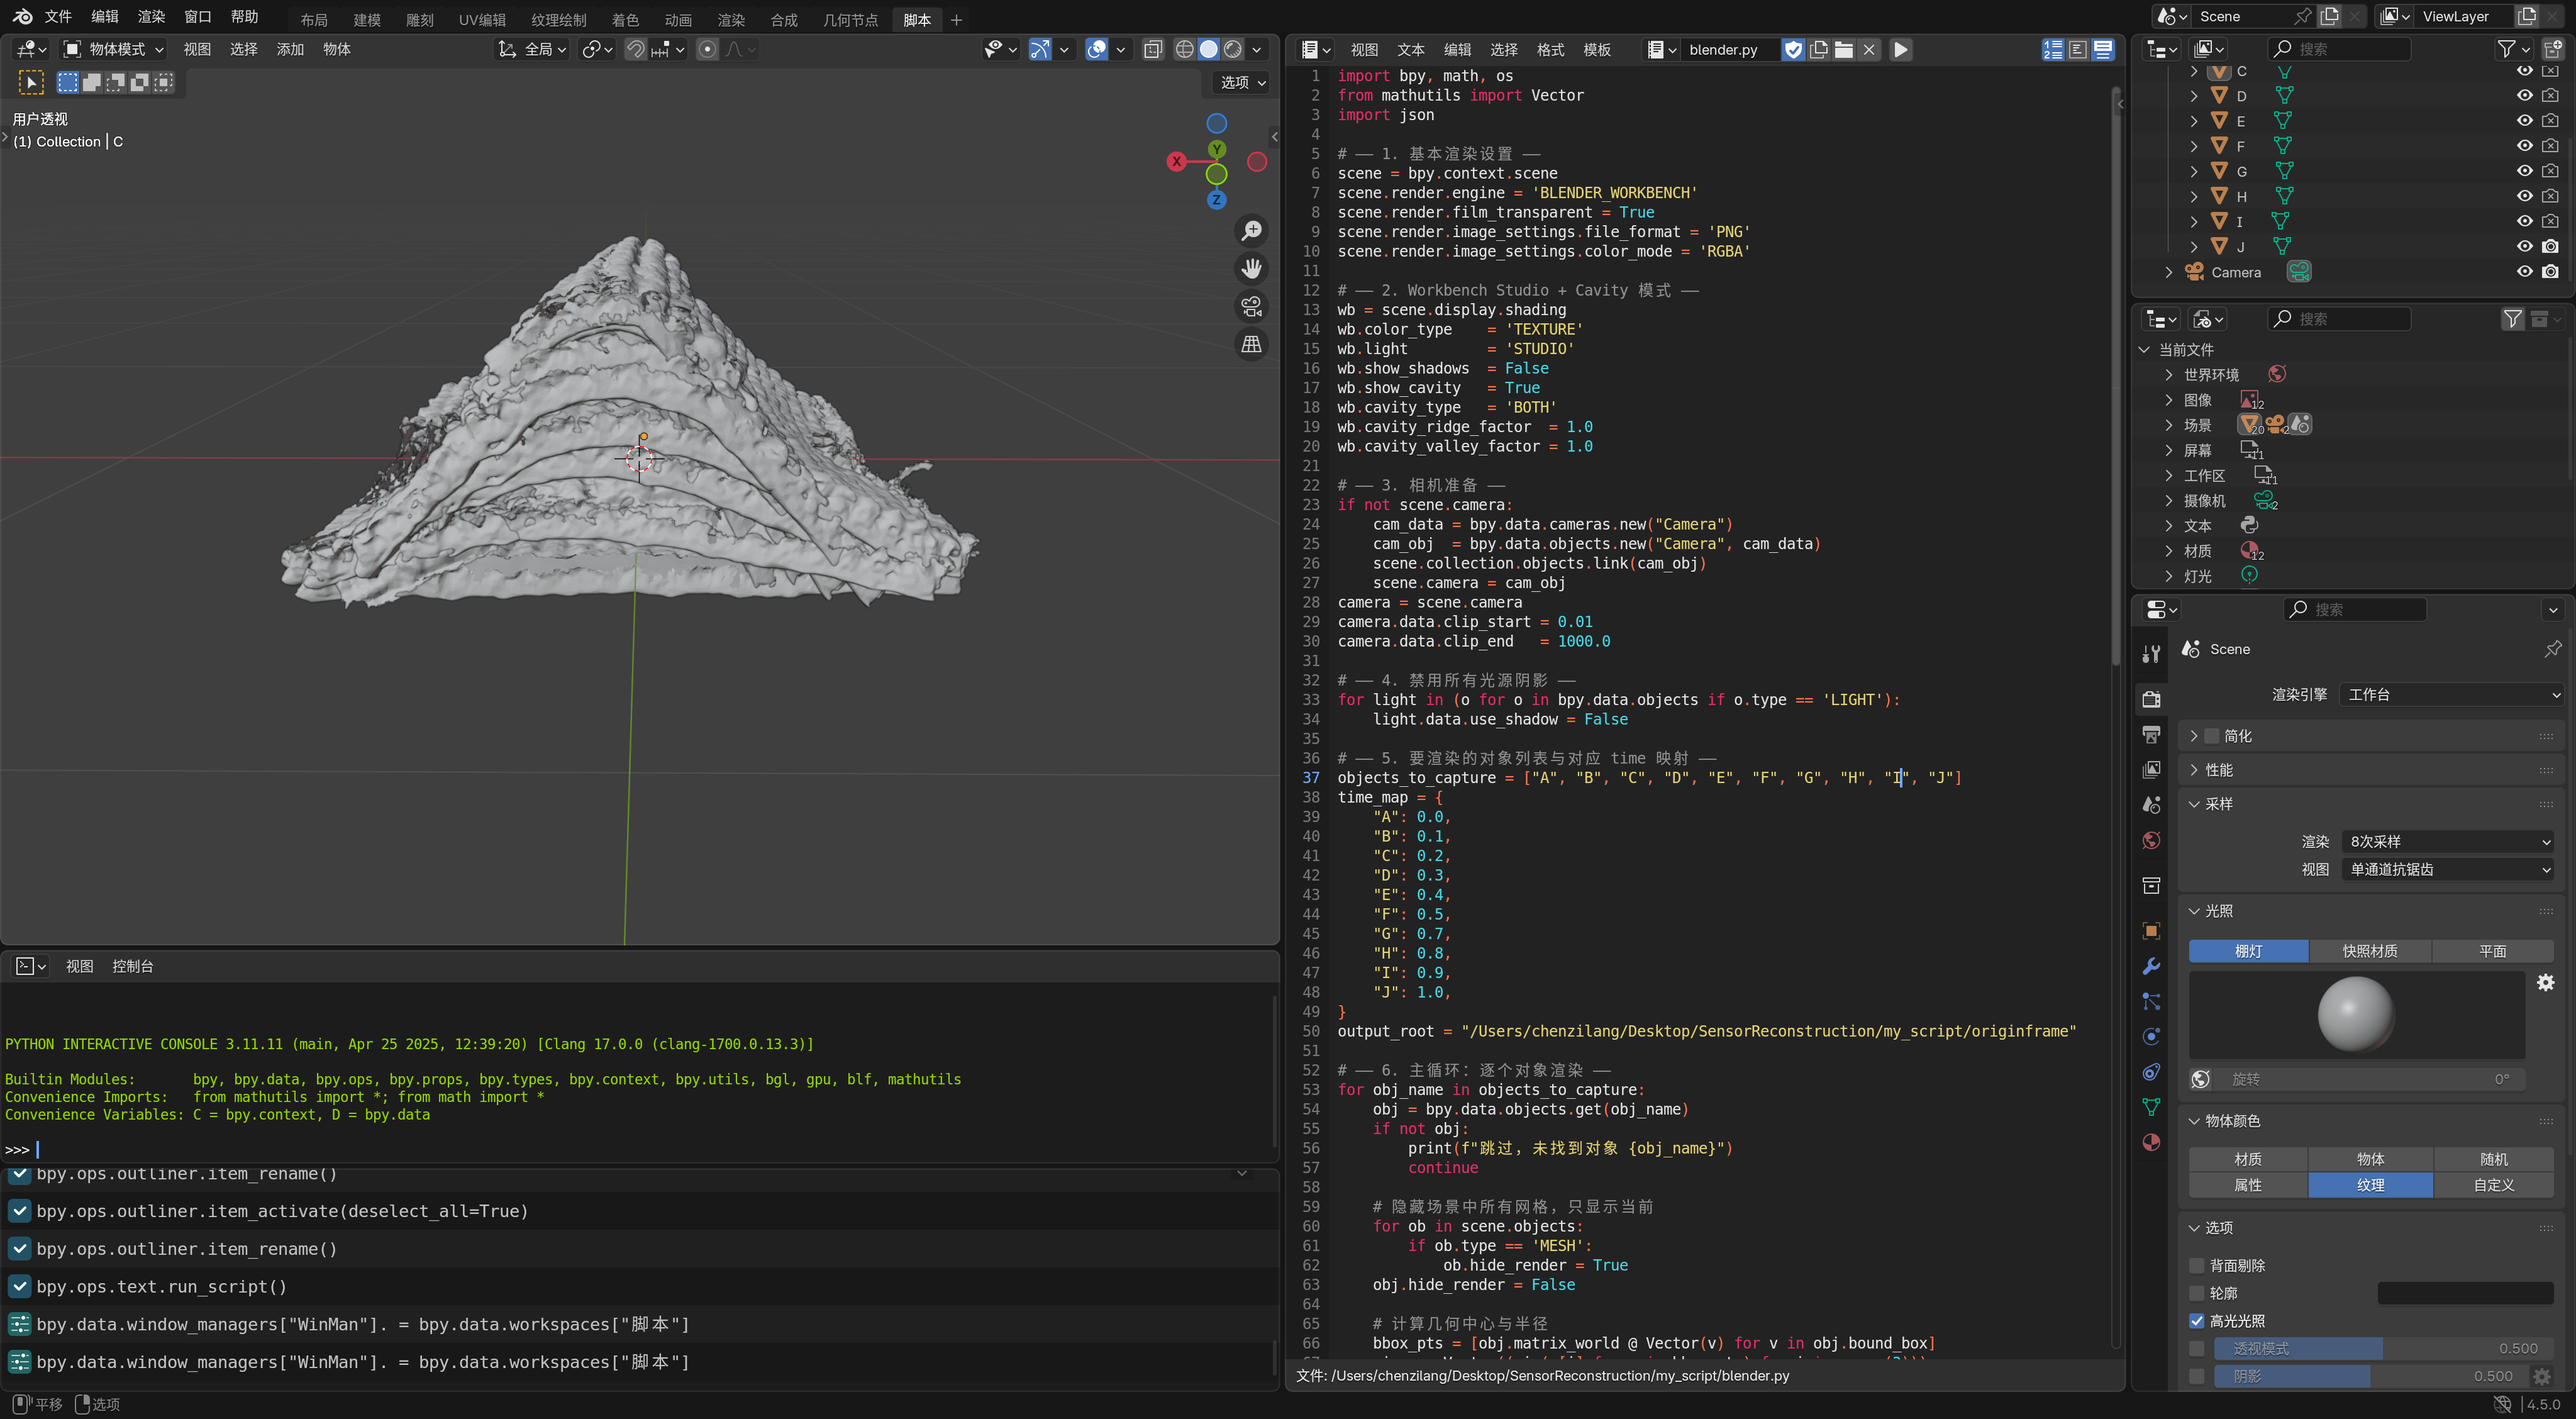 文件 编辑 渲染 窗口 帮助 布局 建模 雕刻 UV编辑 纹理绘制 着色 动画 渲染 合成 几何节点 脚本 + Scene ViewLayer
物体模式 视图 选择 添加 物体 全局
选项
用户透视
(1) Collection | C
X Y Z
视图 文本 编辑 选择 格式 模板 blender.py
1 import bpy, math, os
2 from mathutils import Vector
3 import json
4
5 # —— 1. 基本渲染设置 ——
6 scene = bpy.context.scene
7 scene.render.engine = 'BLENDER_WORKBENCH'
8 scene.render.film_transparent = True
9 scene.render.image_settings.file_format = 'PNG'
10 scene.render.image_settings.color_mode = 'RGBA'
11
12 # —— 2. Workbench Studio + Cavity 模式 ——
13 wb = scene.display.shading
14 wb.color_type    = 'TEXTURE'
15 wb.light         = 'STUDIO'
16 wb.show_shadows  = False
17 wb.show_cavity   = True
18 wb.cavity_type   = 'BOTH'
19 wb.cavity_ridge_factor  = 1.0
20 wb.cavity_valley_factor = 1.0
21
22 # —— 3. 相机准备 ——
23 if not scene.camera:
24     cam_data = bpy.data.cameras.new("Camera")
25     cam_obj  = bpy.data.objects.new("Camera", cam_data)
26     scene.collection.objects.link(cam_obj)
27     scene.camera = cam_obj
28 camera = scene.camera
29 camera.data.clip_start = 0.01
30 camera.data.clip_end   = 1000.0
31
32 # —— 4. 禁用所有光源阴影 ——
33 for light in (o for o in bpy.data.objects if o.type == 'LIGHT'):
34     light.data.use_shadow = False
35
36 # —— 5. 要渲染的对象列表与对应 time 映射 ——
37 objects_to_capture = ["A", "B", "C", "D", "E", "F", "G", "H", "I", "J"]
38 time_map = {
39     "A": 0.0,
40     "B": 0.1,
41     "C": 0.2,
42     "D": 0.3,
43     "E": 0.4,
44     "F": 0.5,
45     "G": 0.7,
46     "H": 0.8,
47     "I": 0.9,
48     "J": 1.0,
49 }
50 output_root = "/Users/chenzilang/Desktop/SensorReconstruction/my_script/originframe"
51
52 # —— 6. 主循环：逐个对象渲染 ——
53 for obj_name in objects_to_capture:
54     obj = bpy.data.objects.get(obj_name)
55     if not obj:
56         print(f"跳过，未找到对象 {obj_name}")
57         continue
58
59     # 隐藏场景中所有网格，只显示当前
60     for ob in scene.objects:
61         if ob.type == 'MESH':
62             ob.hide_render = True
63     obj.hide_render = False
64
65     # 计算几何中心与半径
66     bbox_pts = [obj.matrix_world @ Vector(v) for v in obj.bound_box]
文件: /Users/chenzilang/Desktop/SensorReconstruction/my_script/blender.py
视图 控制台
PYTHON INTERACTIVE CONSOLE 3.11.11 (main, Apr 25 2025, 12:39:20) [Clang 17.0.0 (clang-1700.0.13.3)]
Builtin Modules:       bpy, bpy.data, bpy.ops, bpy.props, bpy.types, bpy.context, bpy.utils, bgl, gpu, blf, mathutils
Convenience Imports:   from mathutils import *; from math import *
Convenience Variables: C = bpy.context, D = bpy.data
>>>
bpy.ops.outliner.item_rename()
bpy.ops.outliner.item_activate(deselect_all=True)
bpy.ops.outliner.item_rename()
bpy.ops.text.run_script()
bpy.data.window_managers["WinMan"]. = bpy.data.workspaces["脚本"]
bpy.data.window_managers["WinMan"]. = bpy.data.workspaces["脚本"]
平移 选项
搜索
C
D
E
F
G
H
I
J
Camera
搜索
当前文件
世界环境
图像 12
场景 20 2
屏幕 11
工作区 11
摄像机 2
文本
材质 12
灯光
搜索
Scene
渲染引擎 工作台
简化
性能
采样
渲染 8次采样
视图 单通道抗锯齿
光照
棚灯 快照材质 平面
旋转 0°
物体颜色
材质 物体 随机
属性 纹理 自定义
选项
背面剔除
轮廓
高光光照
透视模式 0.500
阴影 0.500
4.5.0